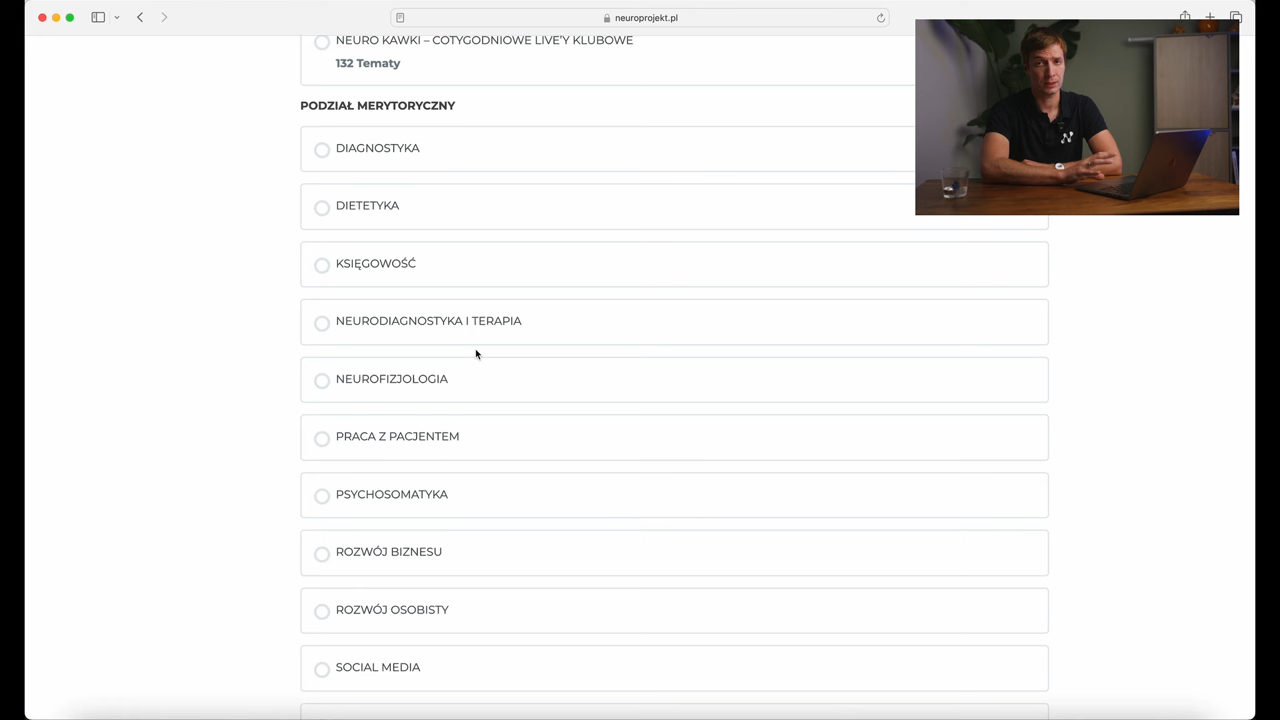 neuroprojekt.pl
NEURO KAWKI – COTYGODNIOWE LIVE'Y KLUBOWE
132 Tematy
PODZIAŁ MERYTORYCZNY
DIAGNOSTYKA
DIETETYKA
KSIĘGOWOŚĆ
NEURODIAGNOSTYKA I TERAPIA
NEUROFIZJOLOGIA
PRACA Z PACJENTEM
PSYCHOSOMATYKA
ROZWÓJ BIZNESU
ROZWÓJ OSOBISTY
SOCIAL MEDIA